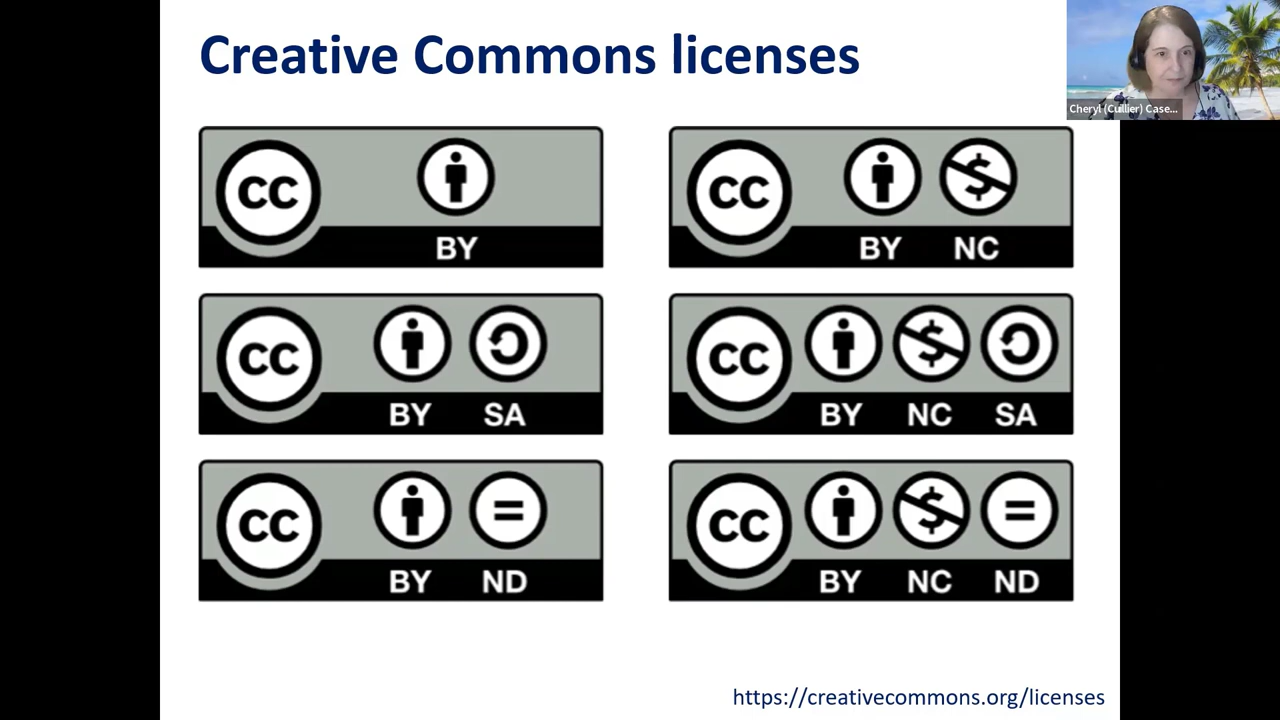 Creative Commons licenses
Cheryl (Cuillier) Case...
CC BY
CC BY NC
CC BY SA
CC BY NC SA
CC BY ND
CC BY NC ND
https://creativecommons.org/licenses